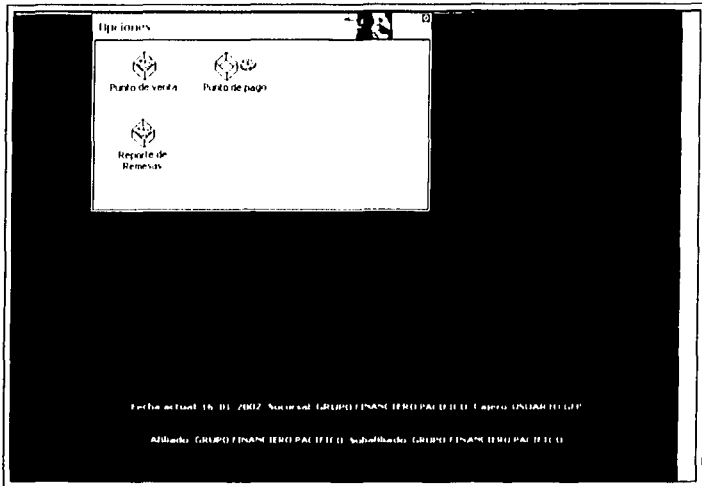 Opciones
Punto de venta
Punto de pago
Reporte de
Remesas
Fecha actual 16 01 2002 Sucursal GRUPO FINANCIERO PACIFICO Cajero USUARIO GFP
Afiliado GRUPO FINANCIERO PACIFICO Subafiliado GRUPO FINANCIERO PACIFICO